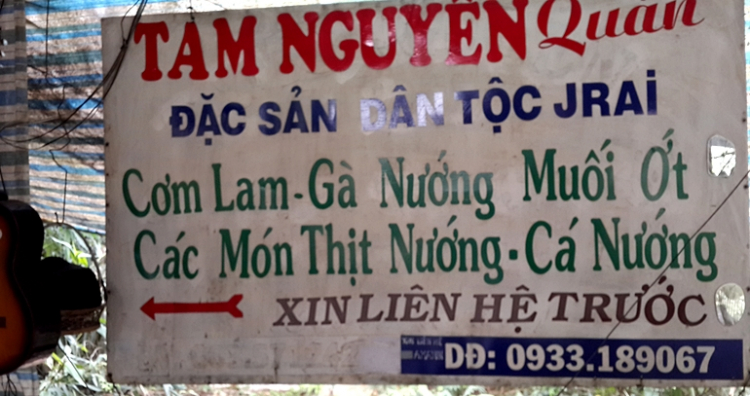 TAM NGUYÊN Quán
ĐẶC SẢN DÂN TỘC JRAI
Cơm Lam - Gà Nướng Muối Ớt
Các Món Thịt Nướng - Cá Nướng
XIN LIÊN HỆ TRƯỚC
DĐ: 0933.189067